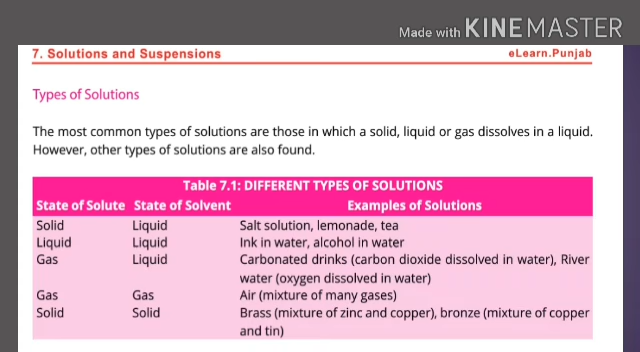 Made with KINEMASTER
7. Solutions and Suspensions eLearn.Punjab
Types of Solutions
The most common types of solutions are those in which a solid, liquid or gas dissolves in a liquid.
However, other types of solutions are also found.
Table 7.1: DIFFERENT TYPES OF SOLUTIONS
State of Solute State of Solvent Examples of Solutions
Solid Liquid Salt solution, lemonade, tea
Liquid Liquid Ink in water, alcohol in water
Gas Liquid Carbonated drinks (carbon dioxide dissolved in water), River
water (oxygen dissolved in water)
Gas Gas Air (mixture of many gases)
Solid Solid Brass (mixture of zinc and copper), bronze (mixture of copper
and tin)